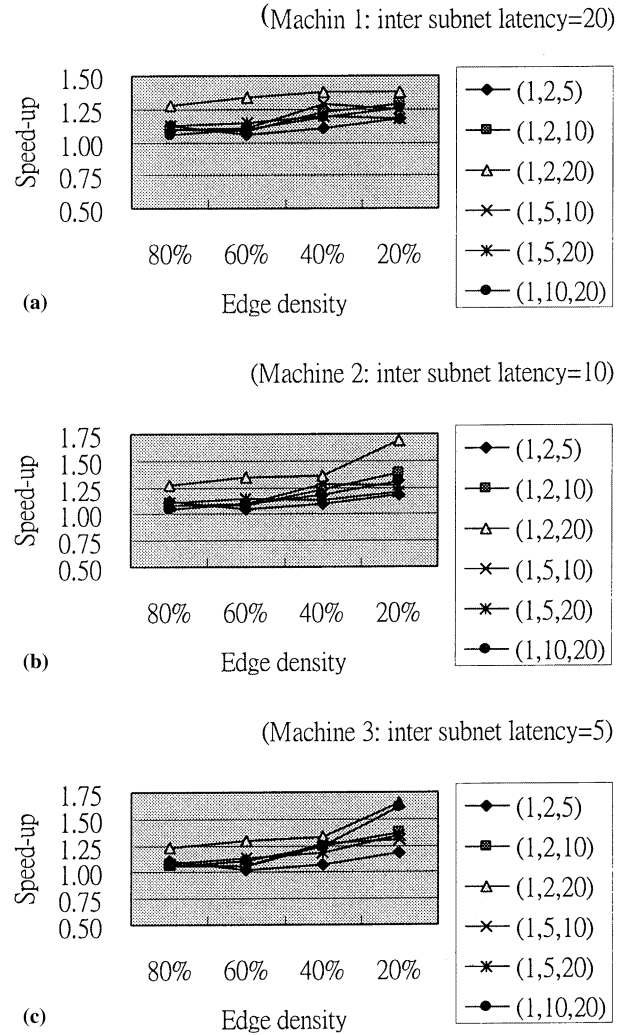 (Machin 1: inter subnet latency=20)
Speed-up
1.50
1.25
1.00
0.75
0.50
80% 60% 40% 20%
Edge density
(a)
(1,2,5)
(1,2,10)
(1,2,20)
(1,5,10)
(1,5,20)
(1,10,20)
(Machine 2: inter subnet latency=10)
Speed-up
1.75
1.50
1.25
1.00
0.75
0.50
80% 60% 40% 20%
Edge density
(b)
(1,2,5)
(1,2,10)
(1,2,20)
(1,5,10)
(1,5,20)
(1,10,20)
(Machine 3: inter subnet latency=5)
Speed-up
1.75
1.50
1.25
1.00
0.75
0.50
80% 60% 40% 20%
Edge density
(c)
(1,2,5)
(1,2,10)
(1,2,20)
(1,5,10)
(1,5,20)
(1,10,20)